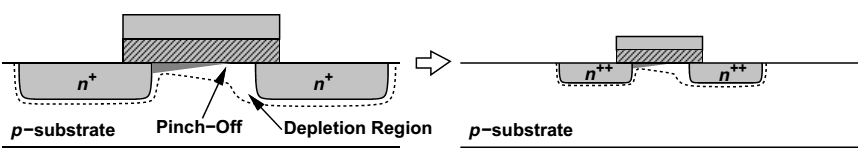 n+ n+ n++ n++
p−substrate Pinch−Off Depletion Region p−substrate